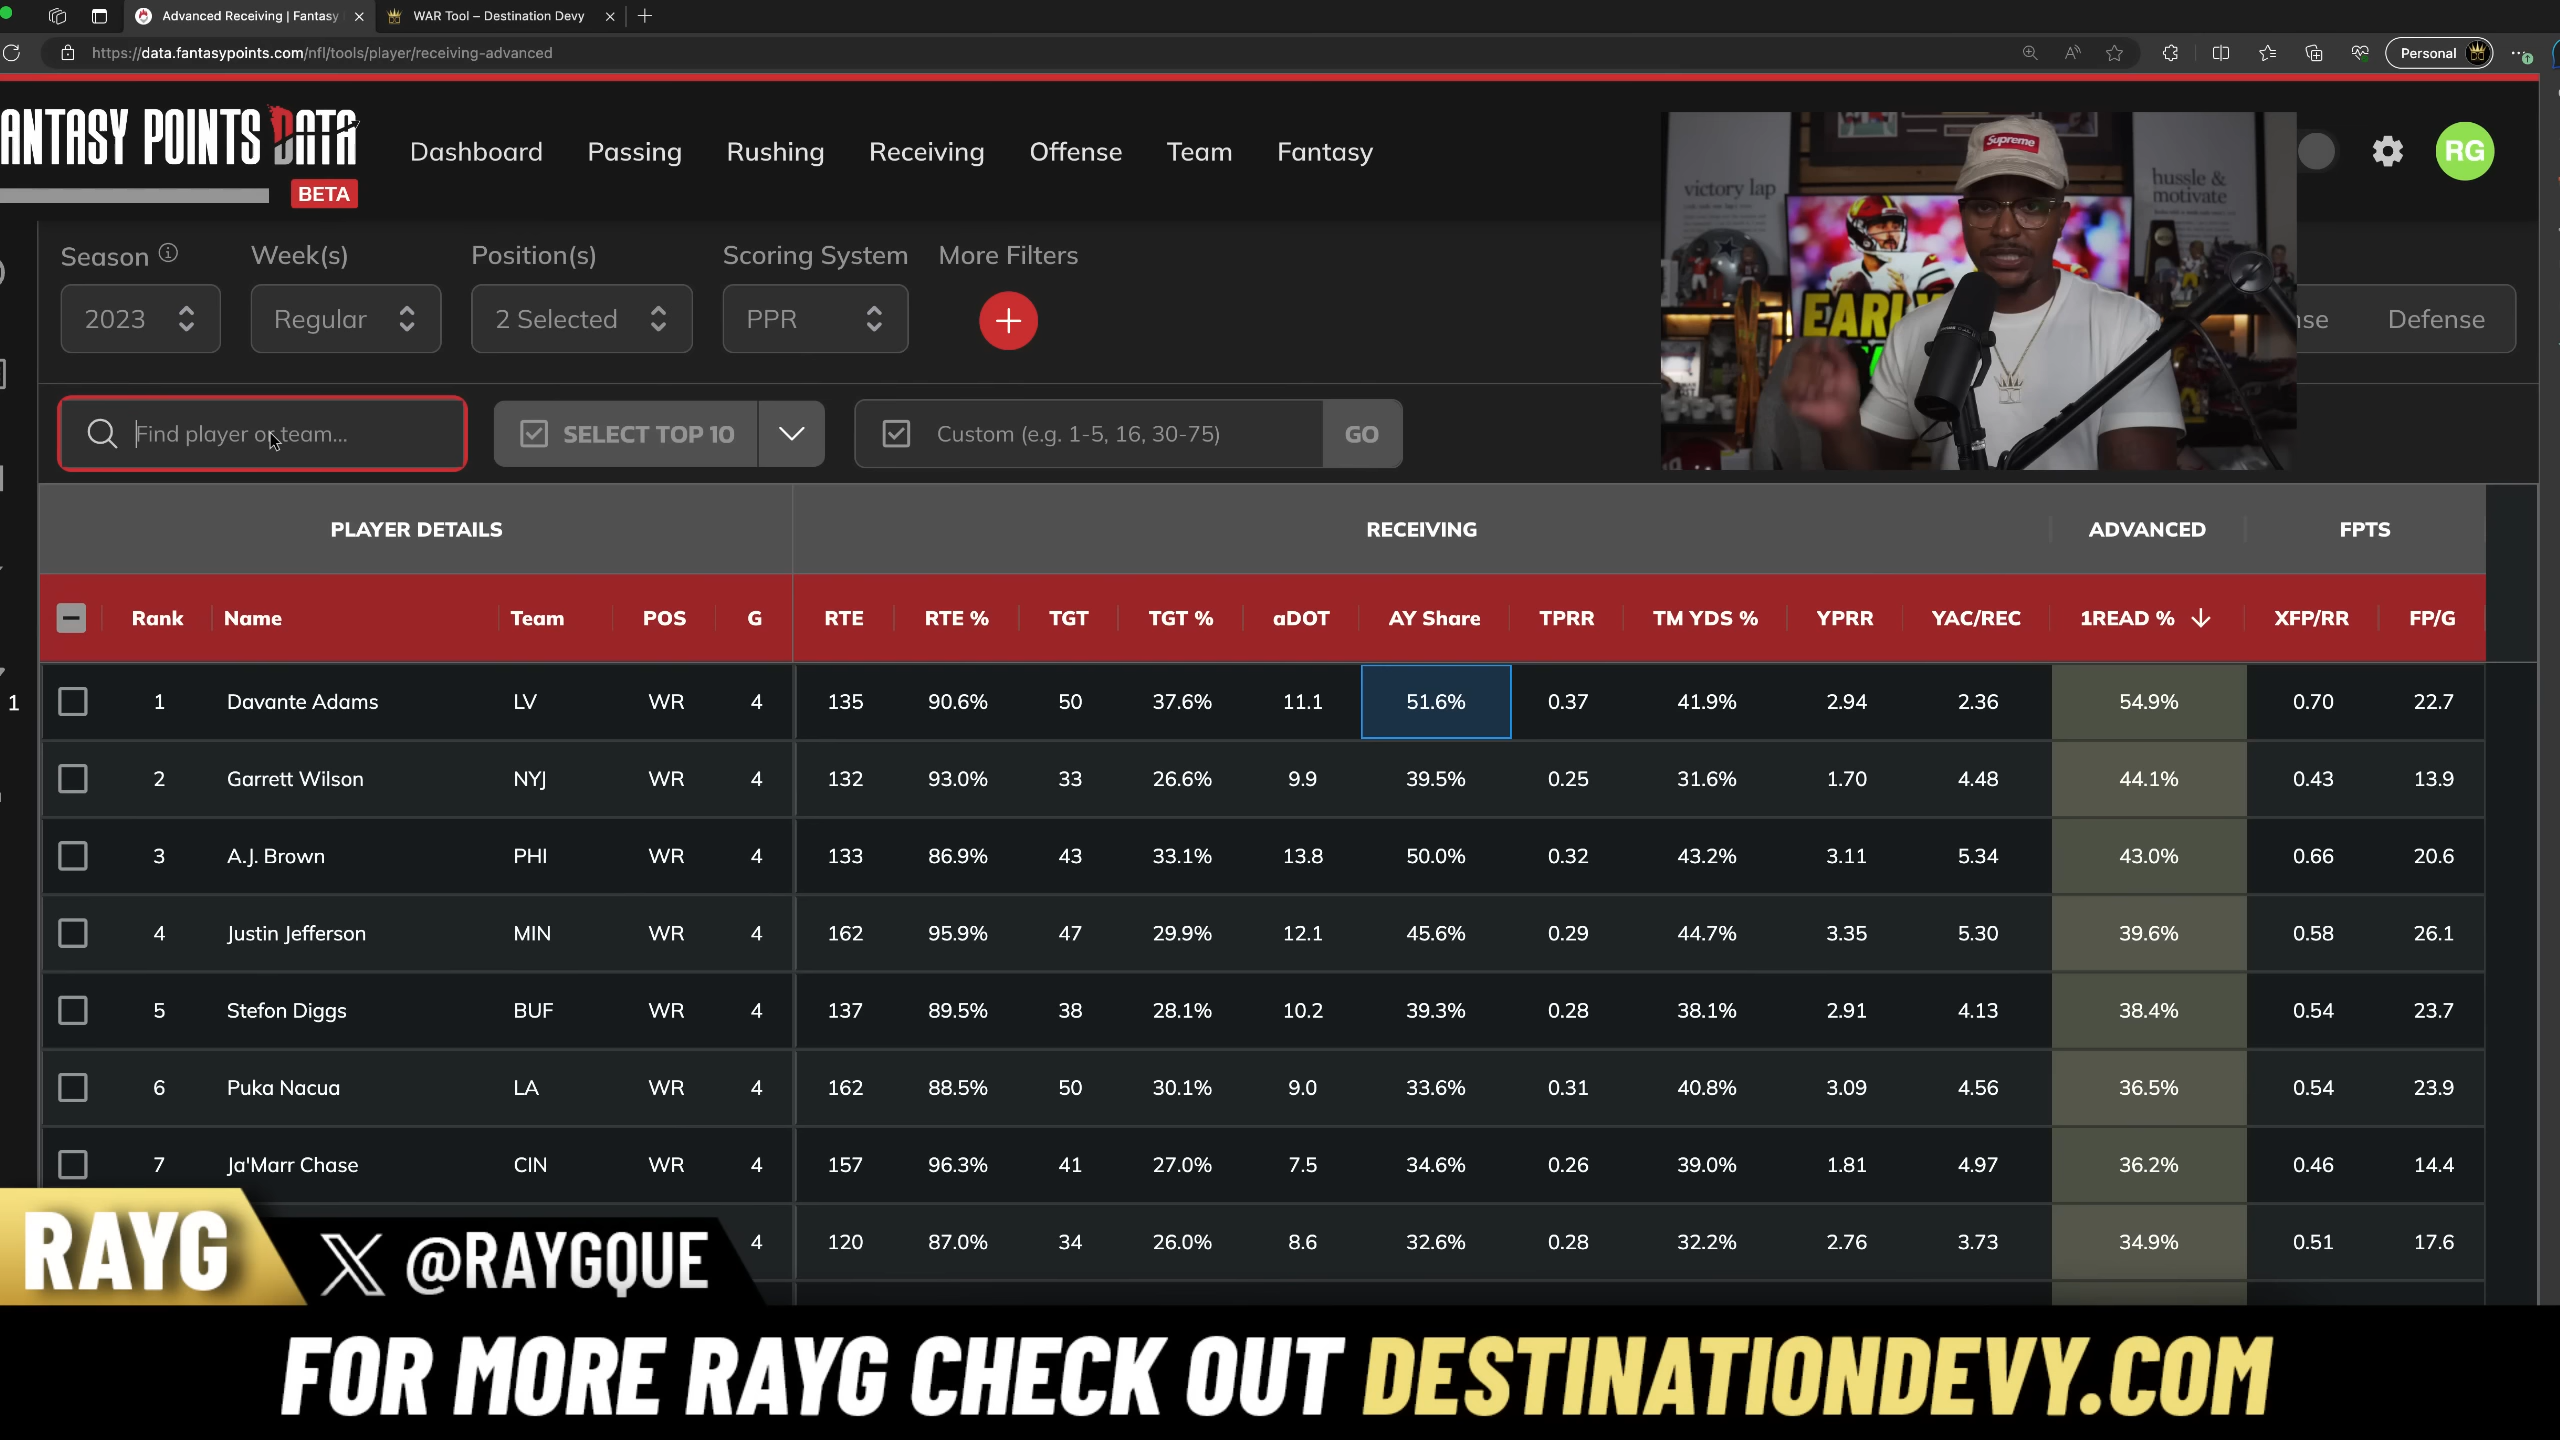 Advanced Receiving | Fantasy
WAR Tool – Destination Devy
https://data.fantasypoints.com/nfl/tools/player/receiving-advanced
Personal
ANTASY POINTS DATA
BETA
Dashboard Passing Rushing Receiving Offense Team Fantasy
RG
victory lap
hussle & motivate
Supreme
EARL
Season Week(s) Position(s) Scoring System More Filters
2023 Regular 2 Selected PPR
nse Defense
Find player or team...
SELECT TOP 10
Custom (e.g. 1-5, 16, 30-75) GO
PLAYER DETAILS RECEIVING ADVANCED FPTS
Rank Name Team POS G RTE RTE % TGT TGT % aDOT AY Share TPRR TM YDS % YPRR YAC/REC 1READ % XFP/RR FP/G
1 1 Davante Adams LV WR 4 135 90.6% 50 37.6% 11.1 51.6% 0.37 41.9% 2.94 2.36 54.9% 0.70 22.7
2 Garrett Wilson NYJ WR 4 132 93.0% 33 26.6% 9.9 39.5% 0.25 31.6% 1.70 4.48 44.1% 0.43 13.9
3 A.J. Brown PHI WR 4 133 86.9% 43 33.1% 13.8 50.0% 0.32 43.2% 3.11 5.34 43.0% 0.66 20.6
4 Justin Jefferson MIN WR 4 162 95.9% 47 29.9% 12.1 45.6% 0.29 44.7% 3.35 5.30 39.6% 0.58 26.1
5 Stefon Diggs BUF WR 4 137 89.5% 38 28.1% 10.2 39.3% 0.28 38.1% 2.91 4.13 38.4% 0.54 23.7
6 Puka Nacua LA WR 4 162 88.5% 50 30.1% 9.0 33.6% 0.31 40.8% 3.09 4.56 36.5% 0.54 23.9
7 Ja'Marr Chase CIN WR 4 157 96.3% 41 27.0% 7.5 34.6% 0.26 39.0% 1.81 4.97 36.2% 0.46 14.4
4 120 87.0% 34 26.0% 8.6 32.6% 0.28 32.2% 2.76 3.73 34.9% 0.51 17.6
RAYG X @RAYGQUE
FOR MORE RAYG CHECK OUT DESTINATIONDEVY.COM